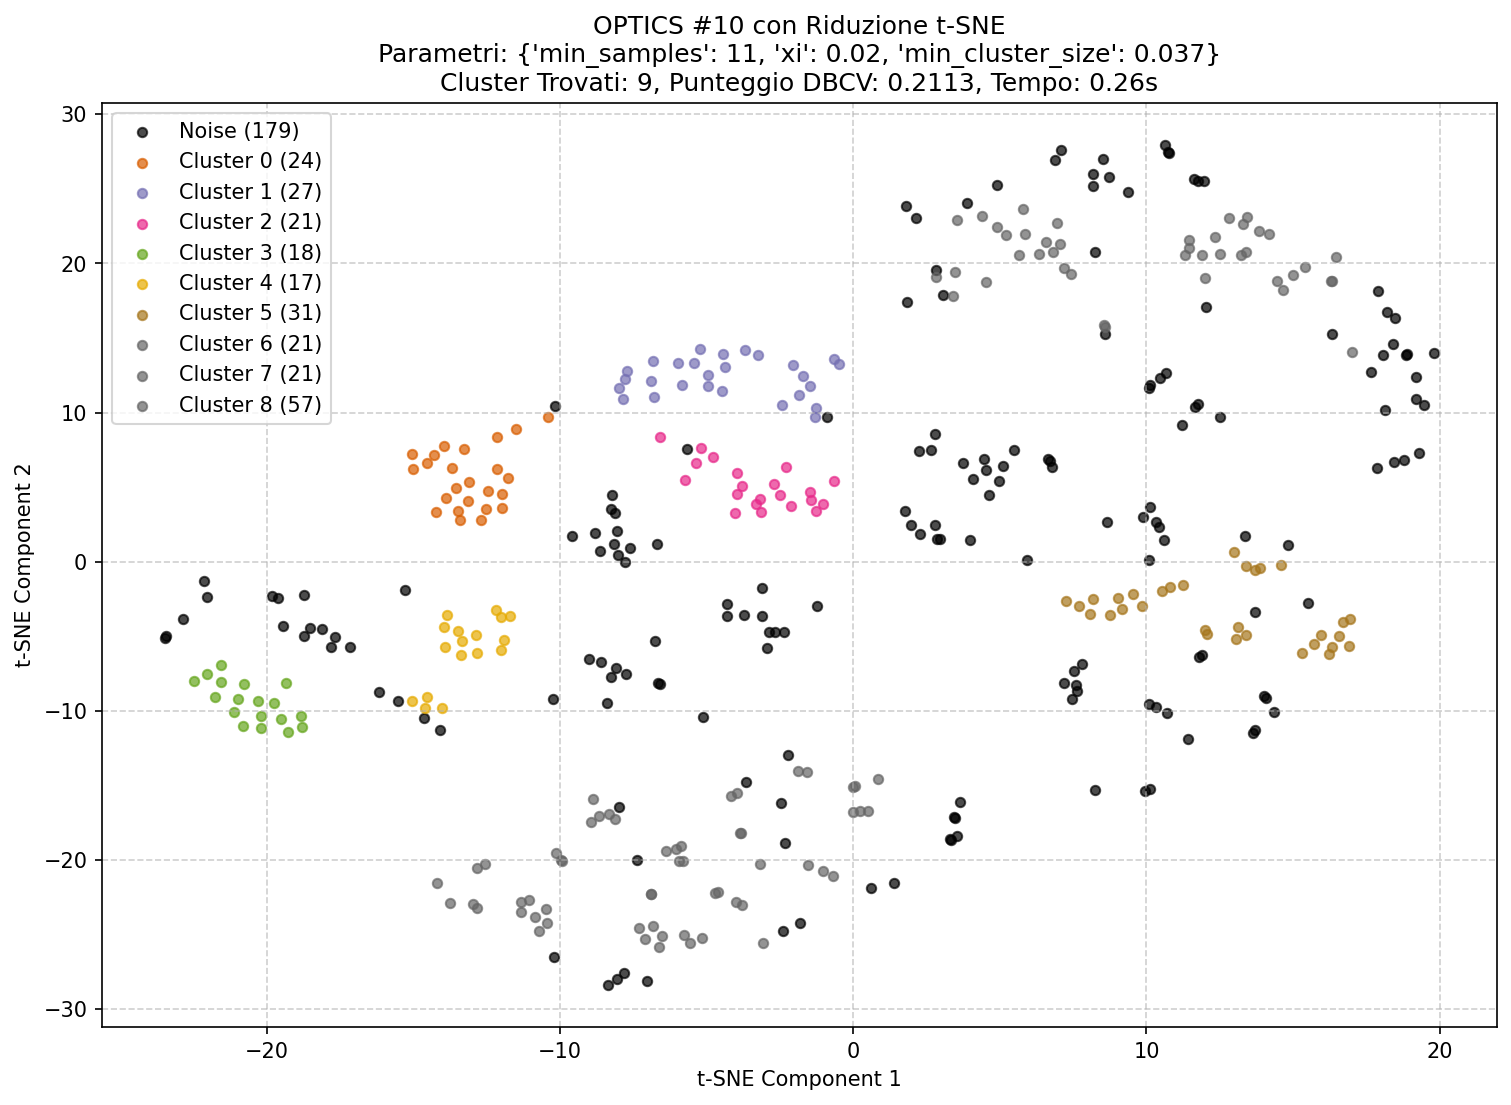 OPTICS #10 con Riduzione t-SNE
Parametri: {'min_samples': 11, 'xi': 0.02, 'min_cluster_size': 0.037}
Cluster Trovati: 9, Punteggio DBCV: 0.2113, Tempo: 0.26s
Noise (179)
Cluster 0 (24)
Cluster 1 (27)
Cluster 2 (21)
Cluster 3 (18)
Cluster 4 (17)
Cluster 5 (31)
Cluster 6 (21)
Cluster 7 (21)
Cluster 8 (57)
t-SNE Component 2
30
20
10
0
−10
−20
−30
−20
−10
0
10
20
t-SNE Component 1